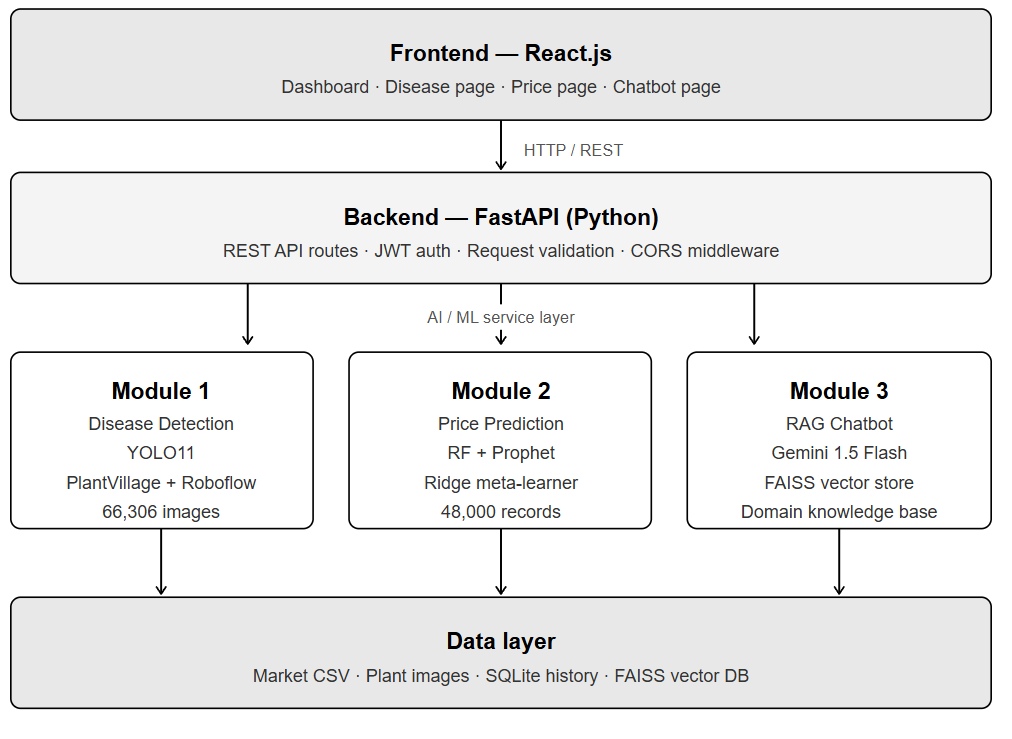 Frontend — React.js
Dashboard · Disease page · Price page · Chatbot page
HTTP / REST
Backend — FastAPI (Python)
REST API routes · JWT auth · Request validation · CORS middleware
AI / ML service layer
Module 1
Disease Detection
YOLO11
PlantVillage + Roboflow
66,306 images
Module 2
Price Prediction
RF + Prophet
Ridge meta-learner
48,000 records
Module 3
RAG Chatbot
Gemini 1.5 Flash
FAISS vector store
Domain knowledge base
Data layer
Market CSV · Plant images · SQLite history · FAISS vector DB